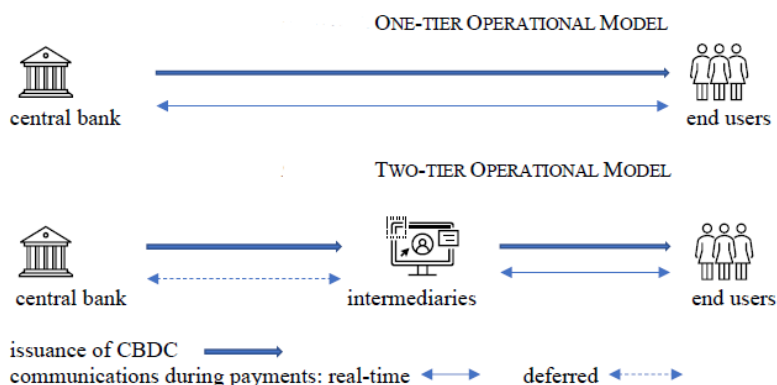 ONE-TIER OPERATIONAL MODEL
central bank end users
TWO-TIER OPERATIONAL MODEL
central bank intermediaries end users
issuance of CBDC
communications during payments: real-time deferred